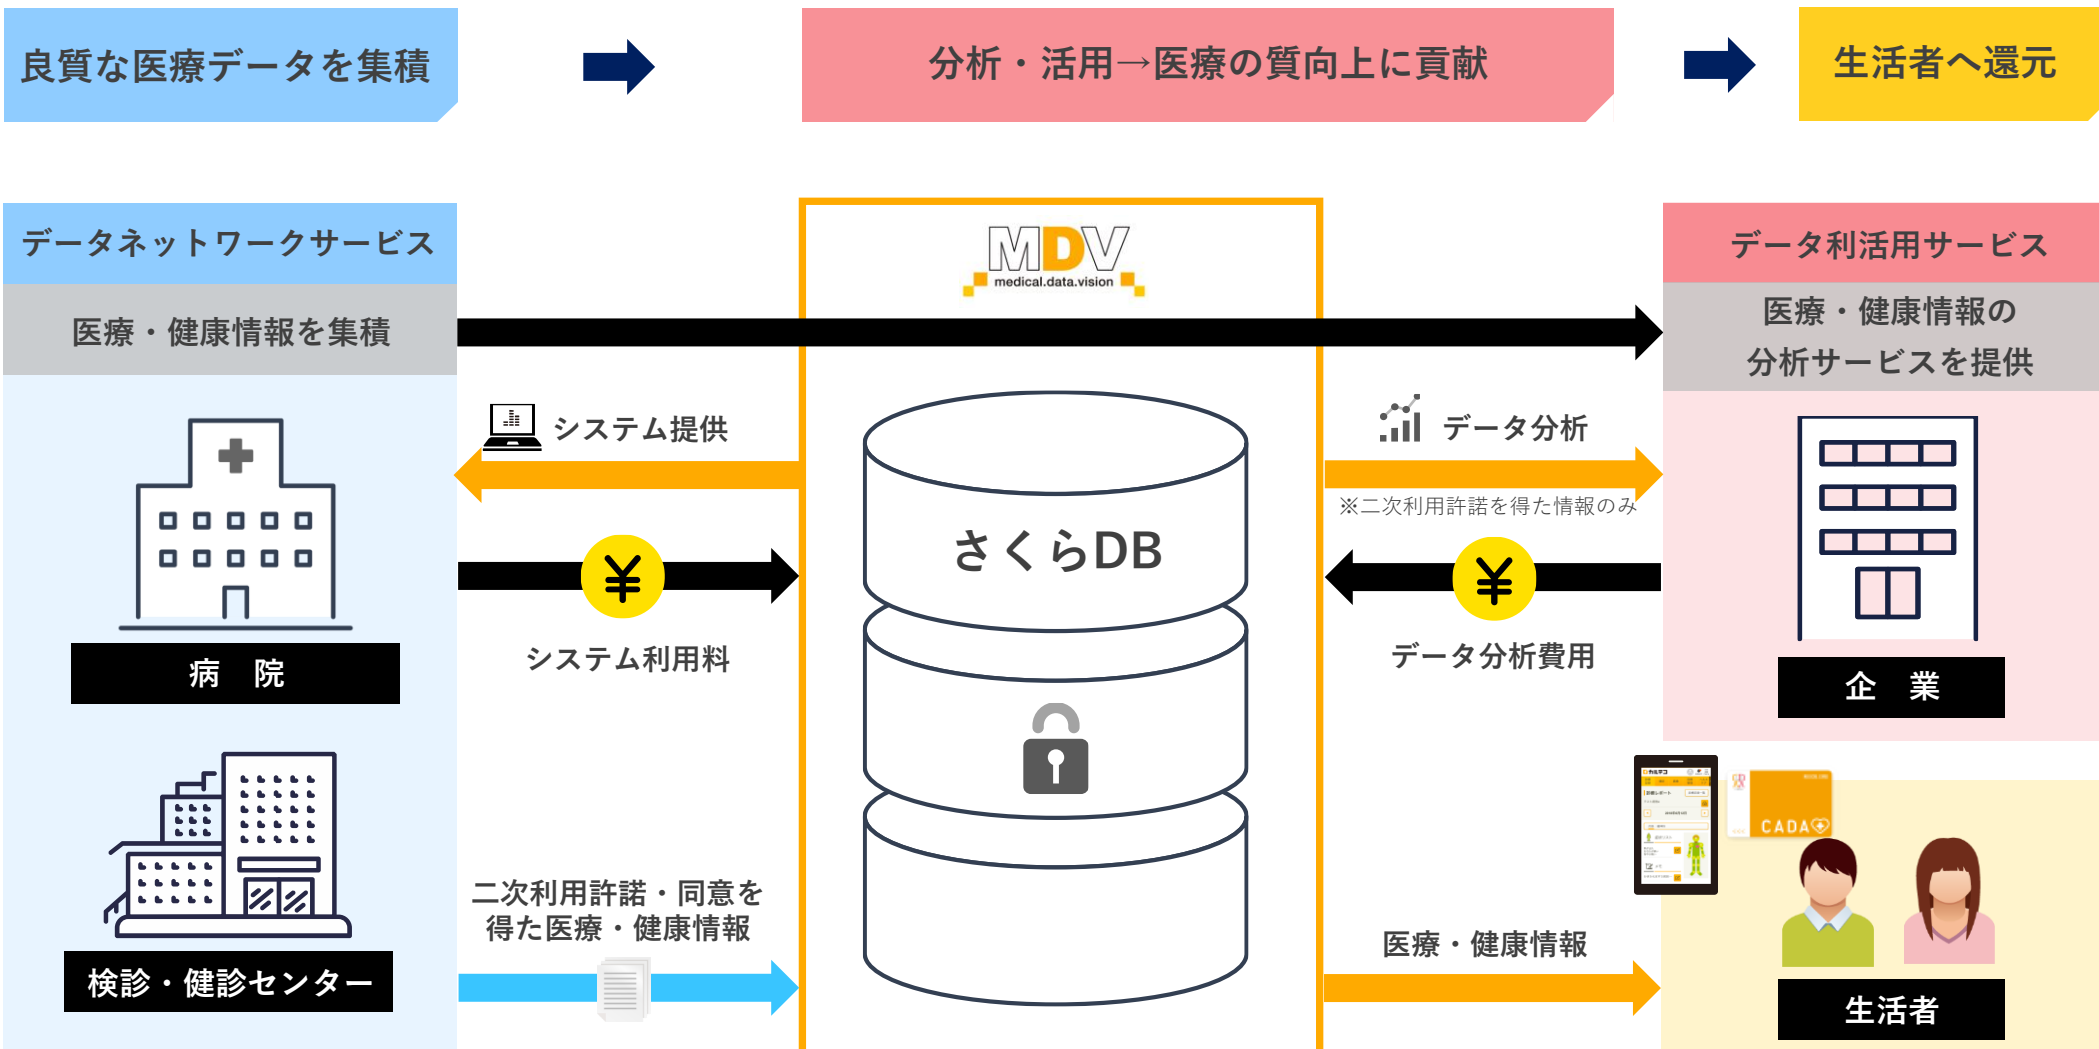 良質な医療データを集積
分析・活用→医療の質向上に貢献
生活者へ還元
データネットワークサービス
医療・健康情報を集積
MDV
medical.data.vision
データ利活用サービス
医療・健康情報の
分析サービスを提供
システム提供
データ分析
※二次利用許諾を得た情報のみ
さくらDB
¥
¥
システム利用料
データ分析費用
病 院
企 業
カルテコ
CADA
二次利用許諾・同意を
得た医療・健康情報
医療・健康情報
検診・健診センター
生活者